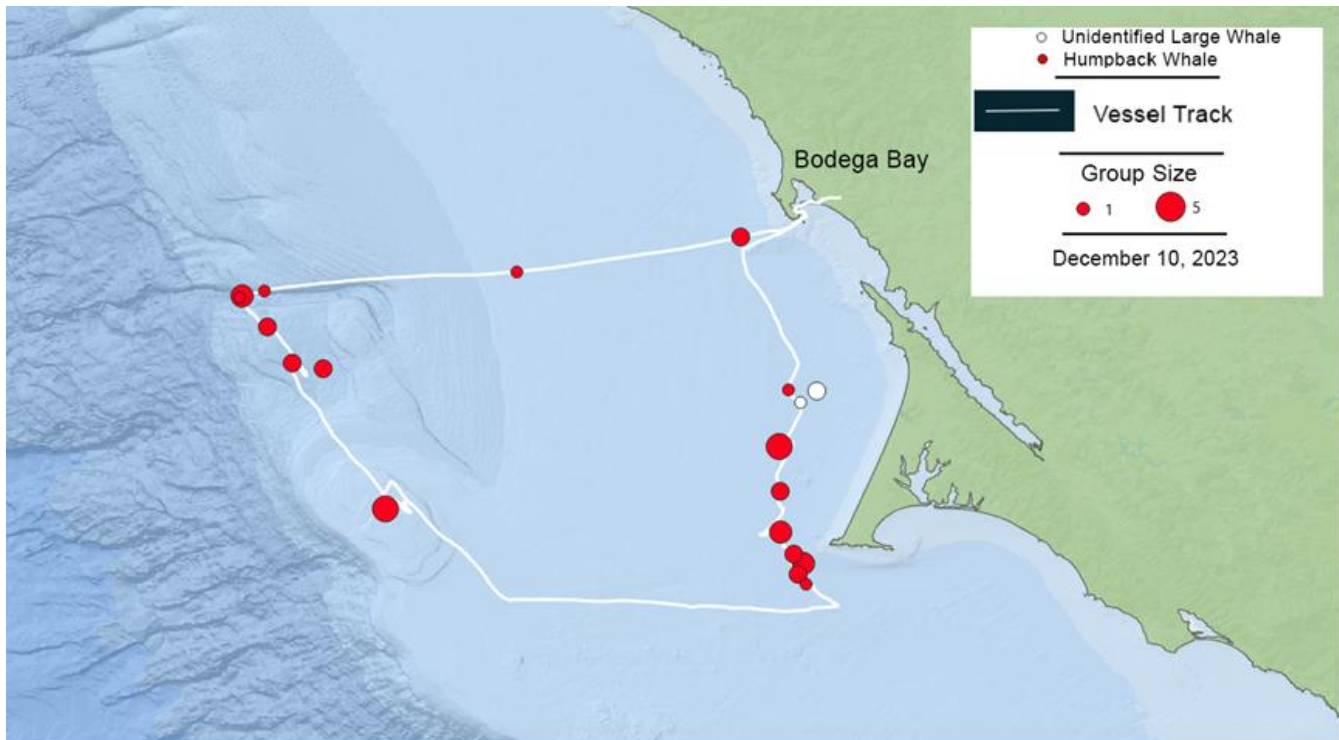 Unidentified Large Whale
Humpback Whale
Vessel Track
Bodega Bay
Group Size
1 5
December 10, 2023